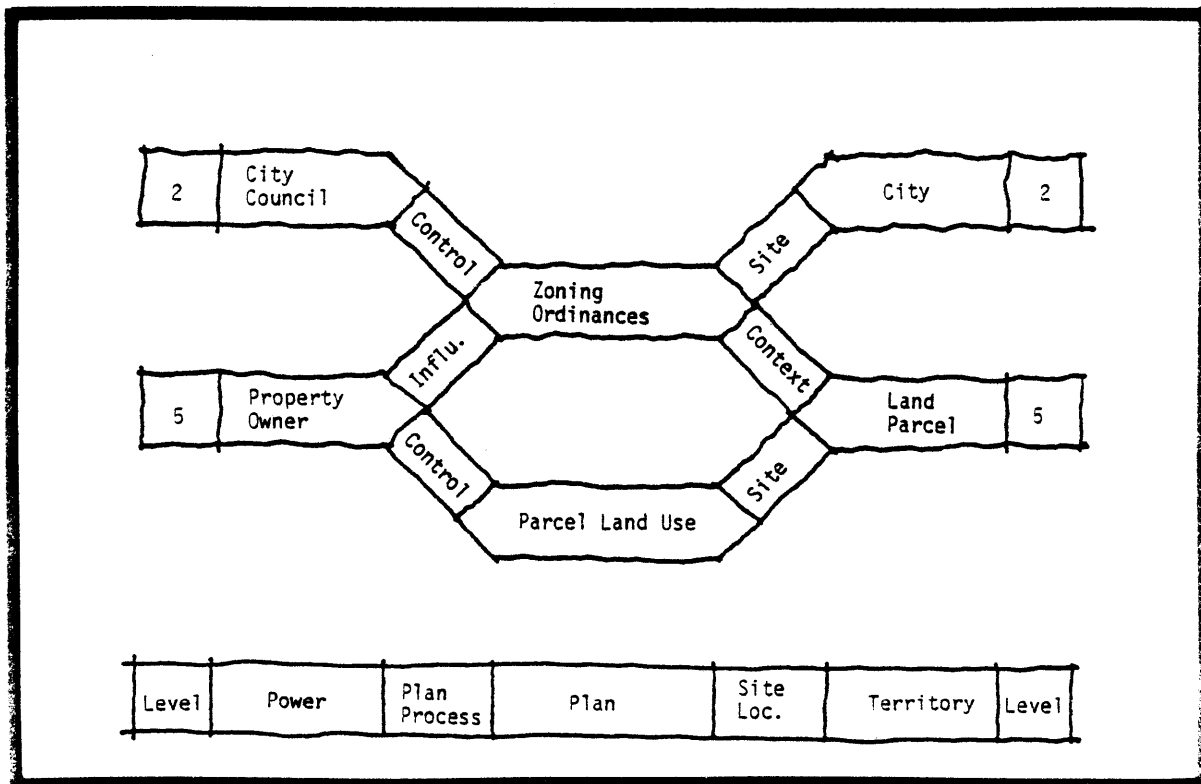 2
City
Council
Control
Site
City
2
Zoning
Ordinances
Influ.
Context
5
Property
Owner
Land
Parcel
5
Control
Site
Parcel Land Use
Level
Power
Plan
Process
Plan
Site
Loc.
Territory
Level